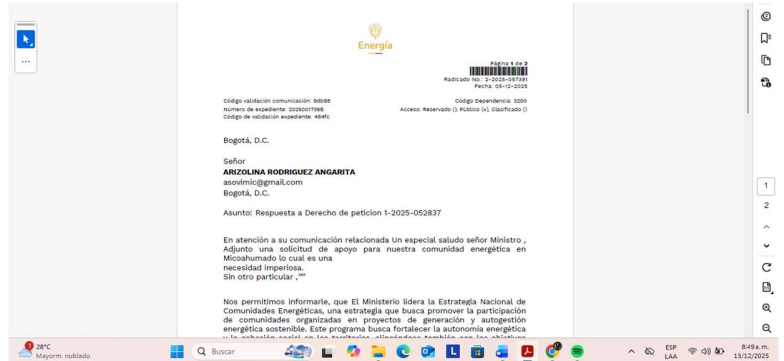 Energía
Página 1 de 2
Radicado No.: 2-2025-057391
Fecha: 05-12-2025
Código validación comunicación: 9db98
Número de expediente: 2025001736E
Código de validación expediente: 484fc
Código Dependencia: 3200
Acceso: Reservado (), Público (x), Clasificado ()
Bogotá, D.C.
Señor
ARIZOLINA RODRIGUEZ ANGARITA
asovimic@gmail.com
Bogotá, D.C.
Asunto: Respuesta a Derecho de peticion 1-2025-052837
En atención a su comunicación relacionada Un especial saludo señor Ministro ,
Adjunto una solicitud de apoyo para nuestra comunidad energética en
Micoahumado lo cual es una
necesidad imperiosa.
Sin otro particular ,""
Nos permitimos informarle, que El Ministerio lidera la Estrategia Nacional de
Comunidades Energéticas, una estrategia que busca promover la participación
de comunidades organizadas en proyectos de generación y autogestión
energética sostenible. Este programa busca fortalecer la autonomía energética
1
2
1
28°C
Mayorm. nublado
Buscar
ESP
LAA
8:49 a. m.
13/12/2025